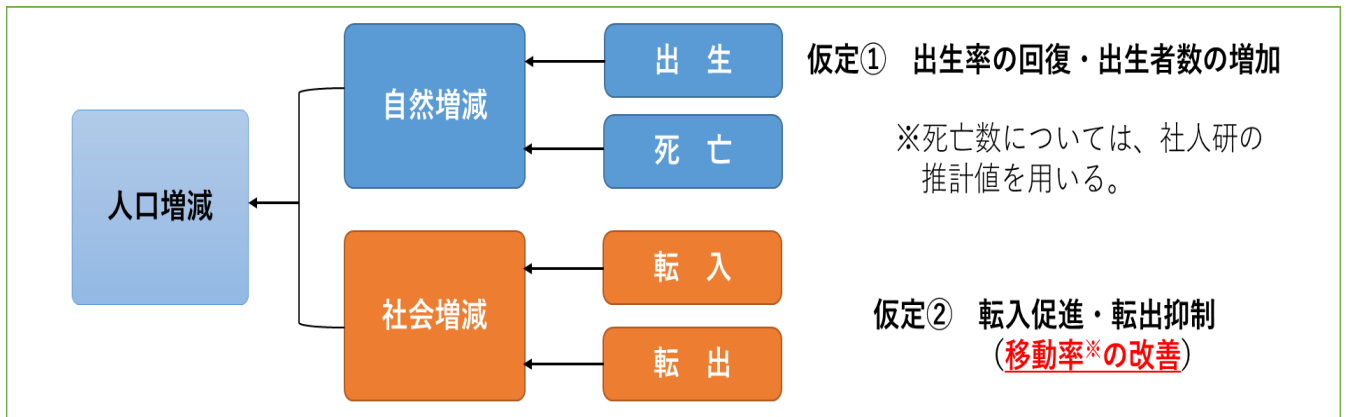 人口増減
自然増減
出　生
死　亡
社会増減
転　入
転　出
仮定①　出生率の回復・出生者数の増加
※死亡数については、社人研の
推計値を用いる。
仮定②　転入促進・転出抑制
（移動率※の改善）